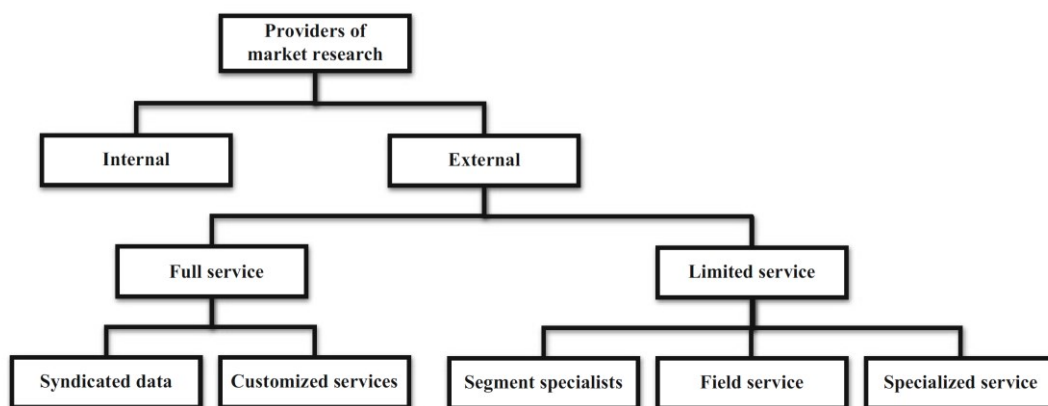 Providers of
market research
Internal
External
Full service
Limited service
Syndicated data
Customized services
Segment specialists
Field service
Specialized service